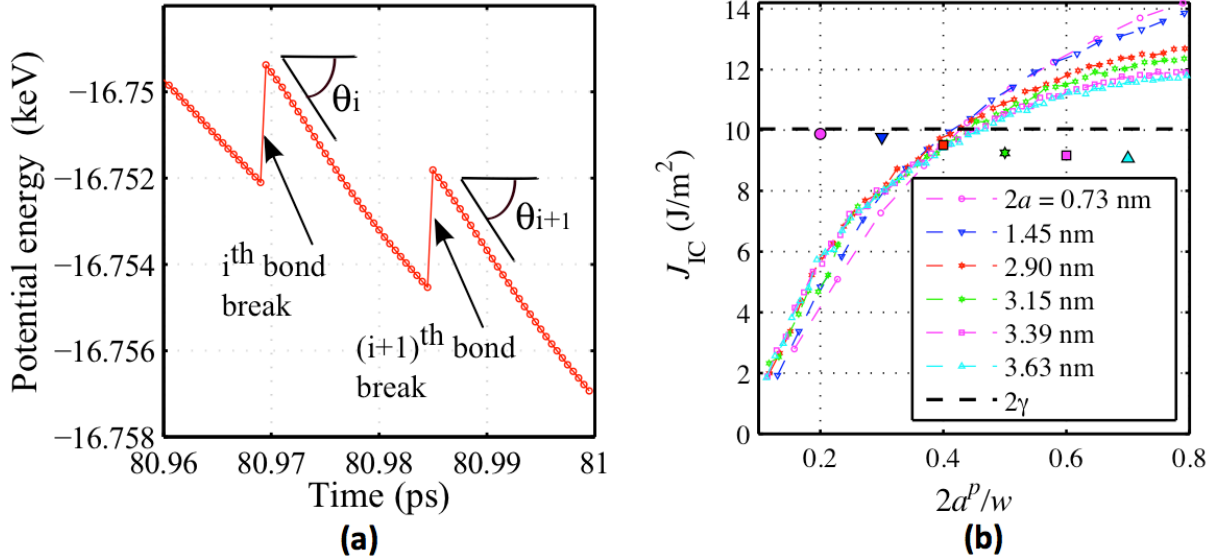 Potential energy (keV)
−16.75
−16.752
−16.754
−16.756
−16.758
θi
θi+1
ith bond
break
(i+1)th bond
break
80.96
80.97
80.98
80.99
81
Time (ps)
(a)
JIC (J/m2)
14
12
10
8
6
4
2
0
2a = 0.73 nm
1.45 nm
2.90 nm
3.15 nm
3.39 nm
3.63 nm
2γ
0.2
0.4
0.6
0.8
2ap/w
(b)